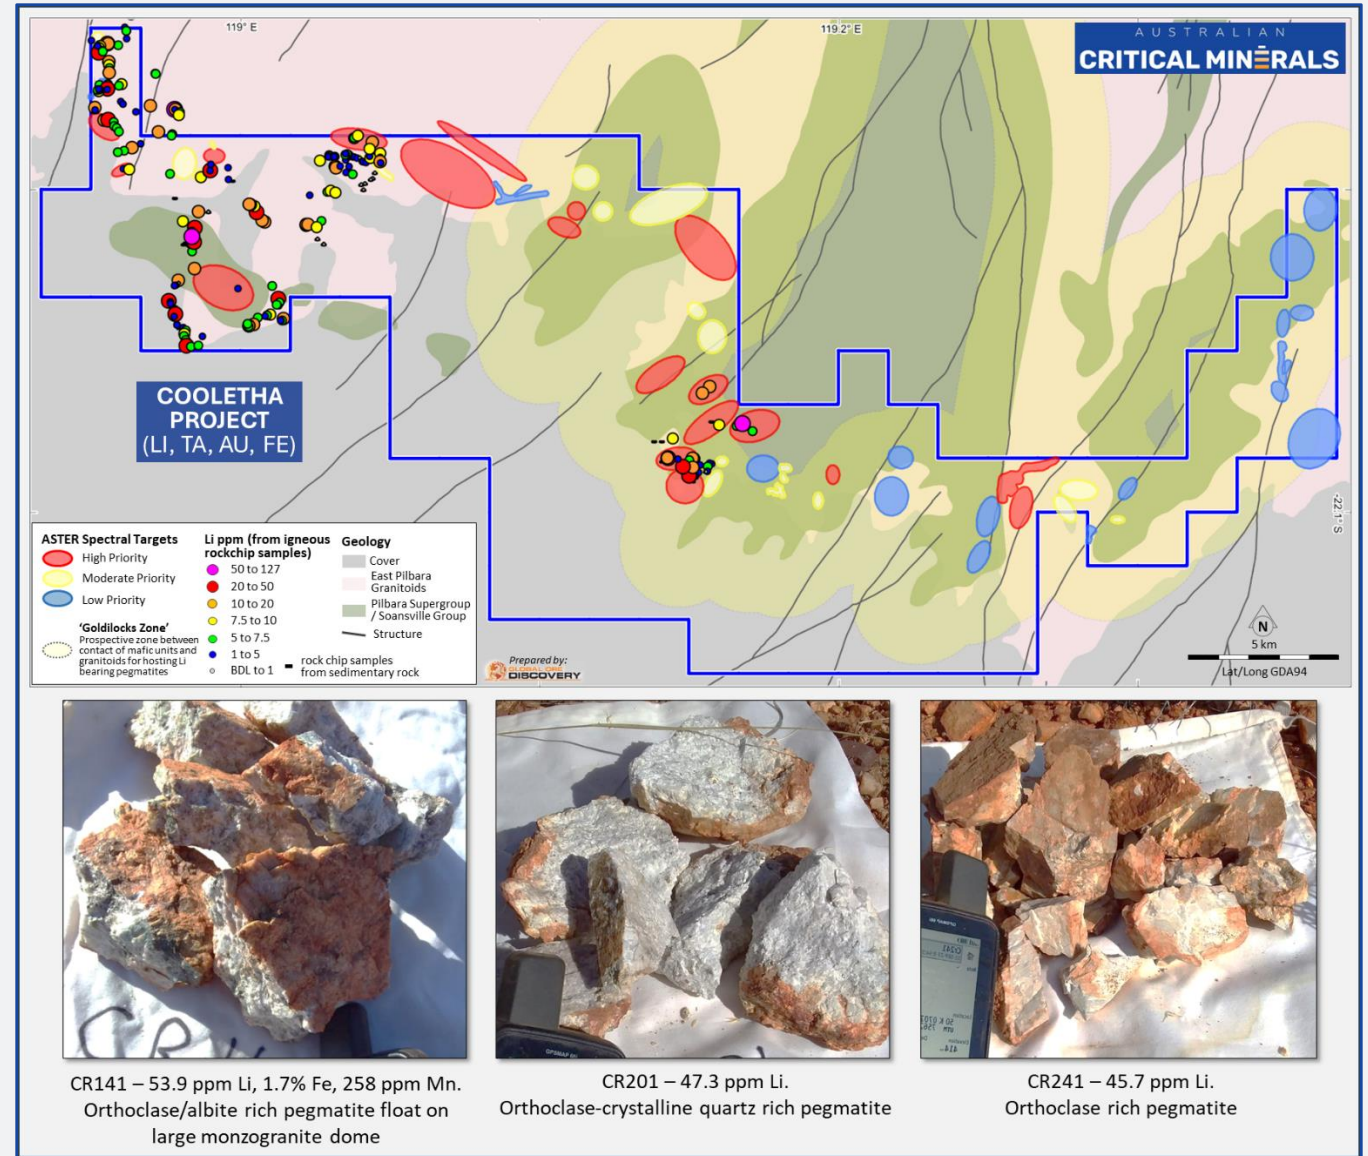 119° E
119.2° E
AUSTRALIAN
CRITICAL MINERALS
COOLETHA
PROJECT
(LI, TA, AU, FE)
-22.1° S
ASTER Spectral Targets
High Priority
Moderate Priority
Low Priority
'Goldilocks Zone'
Prospective zone between
contact of mafic units and
granitoids for hosting Li
bearing pegmatites
Li ppm (from igneous
rockchip samples)
50 to 127
20 to 50
10 to 20
7.5 to 10
5 to 7.5
1 to 5
BDL to 1
rock chip samples
from sedimentary rock
Geology
Cover
East Pilbara
Granitoids
Pilbara Supergroup
/ Soansville Group
Structure
Prepared by:
GLOBAL ORE
DISCOVERY
N
5 km
Lat/Long GDA94
GPSMAP
CR141 – 53.9 ppm Li, 1.7% Fe, 258 ppm Mn.
Orthoclase/albite rich pegmatite float on
large monzogranite dome
CR201 – 47.3 ppm Li.
Orthoclase-crystalline quartz rich pegmatite
CR241 – 45.7 ppm Li.
Orthoclase rich pegmatite